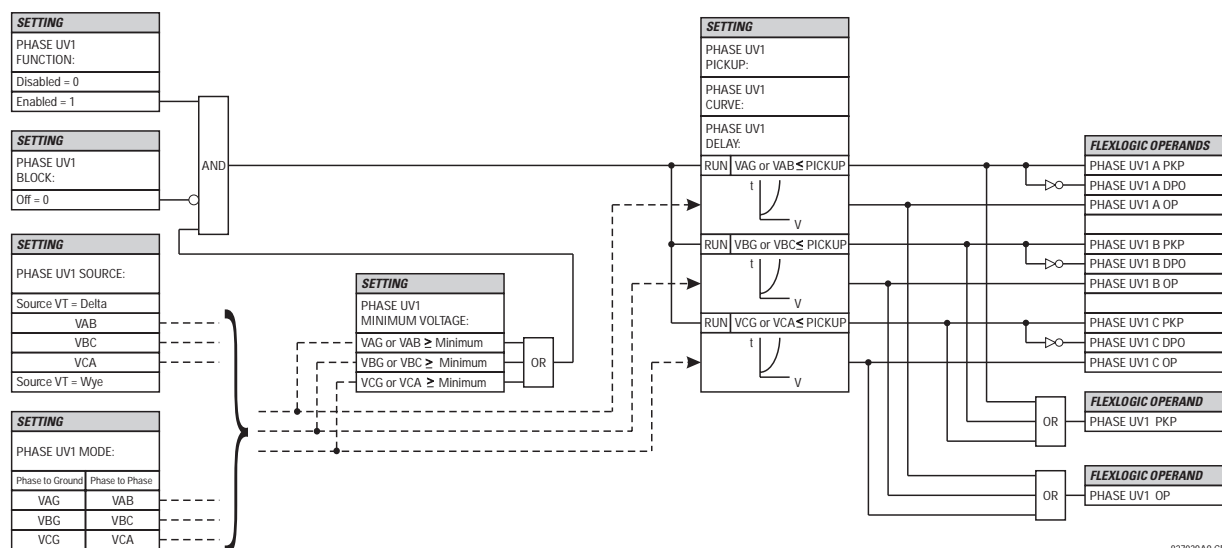 SETTING
PHASE UV1
FUNCTION:
Disabled = 0
Enabled = 1
SETTING
PHASE UV1
BLOCK:
Off = 0
AND
SETTING
PHASE UV1 SOURCE:
Source VT = Delta
VAB
VBC
VCA
Source VT = Wye
SETTING
PHASE UV1 MODE:
Phase to Ground Phase to Phase
VAG VAB
VBG VBC
VCG VCA
SETTING
PHASE UV1
MINIMUM VOLTAGE:
VAG or VAB ≥ Minimum
VBG or VBC ≥ Minimum
VCG or VCA ≥ Minimum
OR
SETTING
PHASE UV1
PICKUP:
PHASE UV1
CURVE:
PHASE UV1
DELAY:
RUN VAG or VAB ≤ PICKUP
t
V
RUN VBG or VBC ≤ PICKUP
t
V
RUN VCG or VCA ≤ PICKUP
t
V
FLEXLOGIC OPERANDS
PHASE UV1 A PKP
PHASE UV1 A DPO
PHASE UV1 A OP
PHASE UV1 B PKP
PHASE UV1 B DPO
PHASE UV1 B OP
PHASE UV1 C PKP
PHASE UV1 C DPO
PHASE UV1 C OP
OR
FLEXLOGIC OPERAND
PHASE UV1 PKP
OR
FLEXLOGIC OPERAND
PHASE UV1 OP